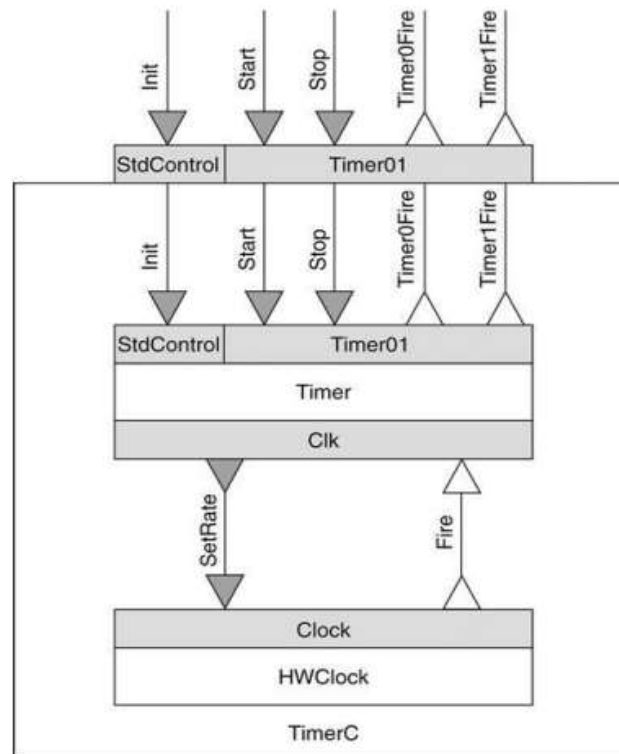 Init
Start
Stop
Timer0Fire
Timer1Fire
StdControl
Timer01
Init
Start
Stop
Timer0Fire
Timer1Fire
StdControl
Timer01
Timer
Clk
SetRate
Fire
Clock
HWClock
TimerC